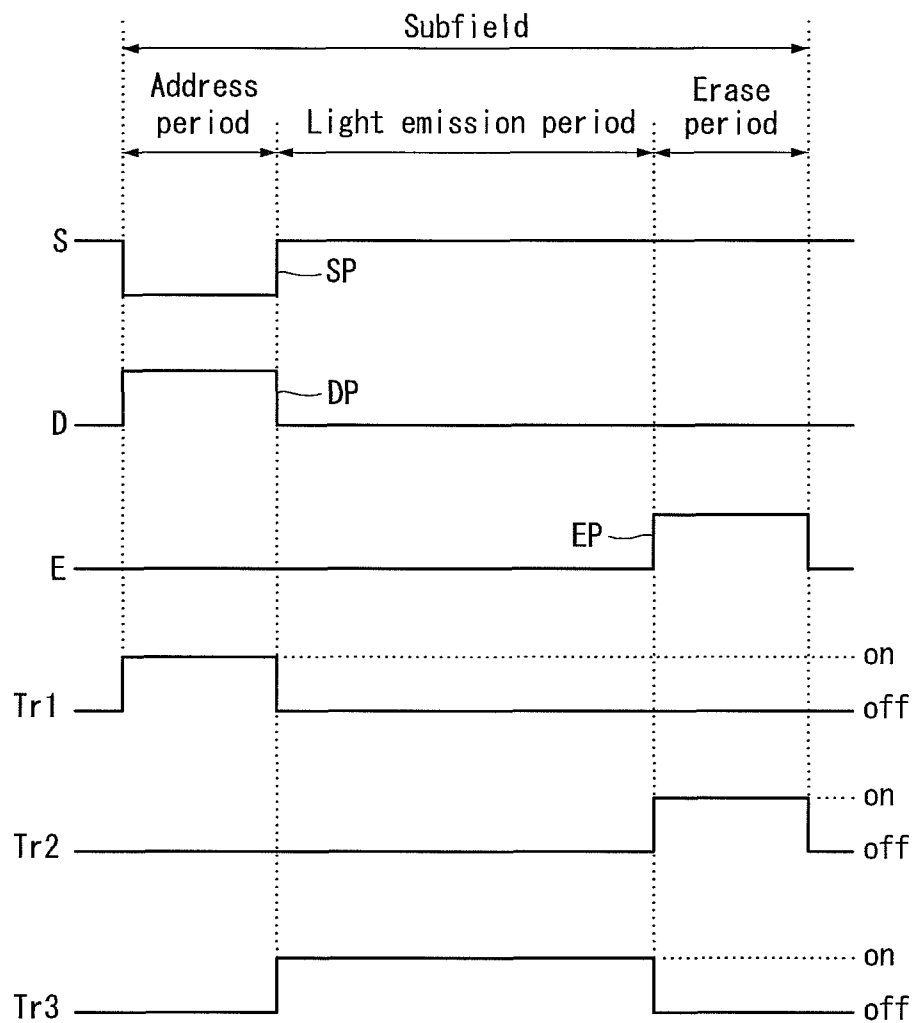 Subfield
Address period
Light emission period
Erase period
S
SP
D
DP
E
EP
Tr1
on
off
Tr2
on
off
Tr3
on
off